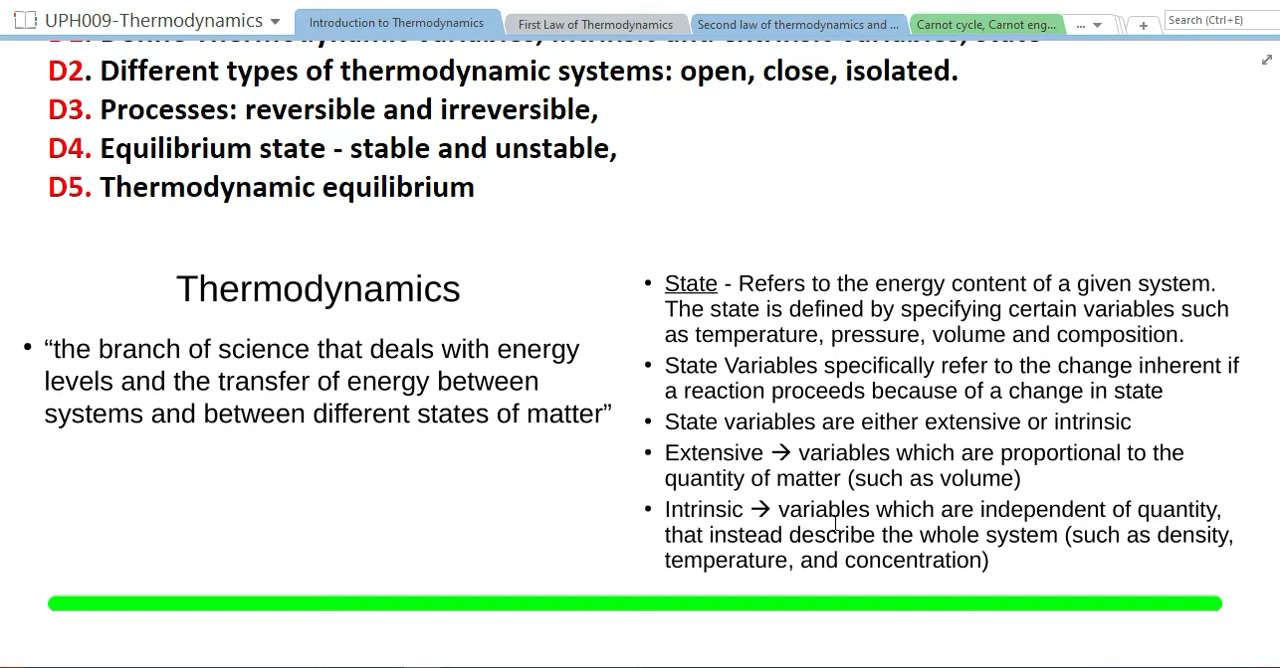 UPH009-Thermodynamics
Introduction to Thermodynamics
First Law of Thermodynamics
Second law of thermodynamics and ...
Carnot cycle, Carnot eng...
...
Search (Ctrl+E)
D2. Different types of thermodynamic systems: open, close, isolated.
D3. Processes: reversible and irreversible,
D4. Equilibrium state - stable and unstable,
D5. Thermodynamic equilibrium
Thermodynamics
• “the branch of science that deals with energy
levels and the transfer of energy between
systems and between different states of matter”
• State - Refers to the energy content of a given system.
The state is defined by specifying certain variables such
as temperature, pressure, volume and composition.
• State Variables specifically refer to the change inherent if
a reaction proceeds because of a change in state
• State variables are either extensive or intrinsic
• Extensive → variables which are proportional to the
quantity of matter (such as volume)
• Intrinsic → variables which are independent of quantity,
that instead describe the whole system (such as density,
temperature, and concentration)